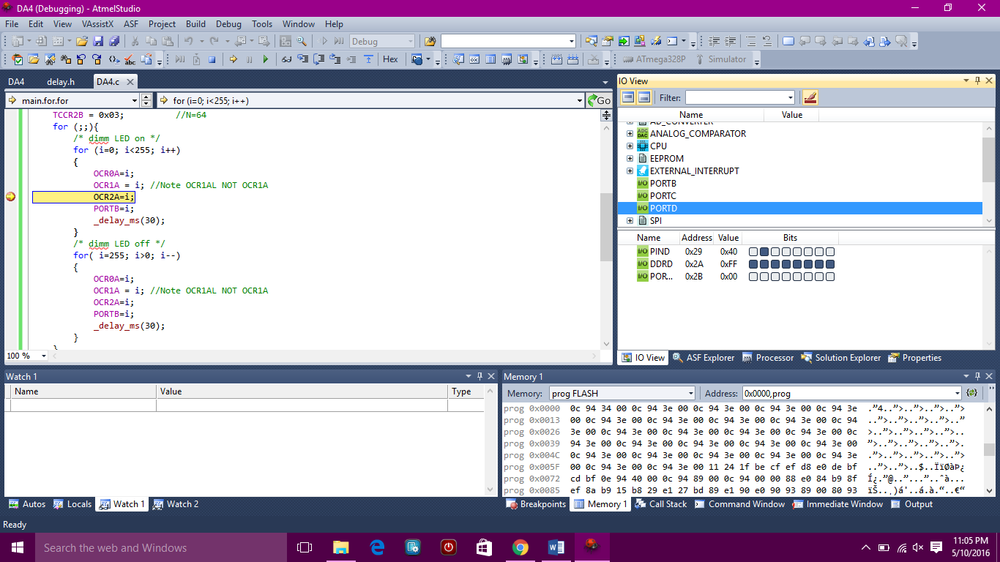 DA4 (Debugging) - AtmelStudio
File Edit View VAssistX ASF Project Build Debug Tools Window Help
Debug
Hex ATmega328P Simulator
DA4 delay.h DA4.c
main.for.for for (i=0; i<255; i++) Go
TCCR2B = 0x03; //N=64
for (;;){
/* dimm LED on */
for (i=0; i<255; i++)
{
OCR0A=i;
OCR1A = i; //Note OCR1AL NOT OCR1A
OCR2A=i;
PORTB=i;
_delay_ms(30);
}
/* dimm LED off */
for( i=255; i>0; i--)
{
OCR0A=i;
OCR1A = i; //Note OCR1AL NOT OCR1A
OCR2A=i;
PORTB=i;
_delay_ms(30);
}
100 %
IO View
Filter:
Name Value
AD_CONVERTER
ANALOG_COMPARATOR
CPU
EEPROM
EXTERNAL_INTERRUPT
PORTB
PORTC
PORTD
SPI
Name Address Value Bits
PIND 0x29 0x40
DDRD 0x2A 0xFF
POR... 0x2B 0x00
IO View ASF Explorer Processor Solution Explorer Properties
Watch 1
Name Value Type
Autos Locals Watch 1 Watch 2
Memory 1
Memory: prog FLASH Address: 0x0000,prog
prog 0x0000 0c 94 34 00 0c 94 3e 00 0c 94 3e 00 0c 94 3e 00 0c 94 3e .”4..”>..”>..”>..”>
prog 0x0013 00 0c 94 3e 00 0c 94 3e 00 0c 94 3e 00 0c 94 3e 00 0c 94 ..”>..”>..”>..”>..”
prog 0x0026 3e 00 0c 94 3e 00 0c 94 3e 00 0c 94 3e 00 0c 94 3e 00 0c >..”>..”>..”>..”>..
prog 0x0039 94 3e 00 0c 94 3e 00 0c 94 3e 00 0c 94 3e 00 0c 94 3e 00 ”>..”>..”>..”>..”>.
prog 0x004C 0c 94 3e 00 0c 94 3e 00 0c 94 3e 00 0c 94 3e 00 0c 94 3e .”>..”>..”>..”>..”>
prog 0x005F 00 0c 94 3e 00 0c 94 3e 00 11 24 1f be cf ef d8 e0 de bf ..”>..”>..$.¾ÏïØàÞ¿
prog 0x0072 cd bf 0e 94 40 00 0c 94 89 00 0c 94 00 00 88 e0 84 b9 8f
prog 0x0085 ef 8a b9 15 b8 29 e1 27 bd 89 e1 90 e0 90 93 89 00 80 93
Breakpoints Memory 1 Call Stack Command Window Immediate Window Output
Ready
Search the web and Windows
11:05 PM
5/10/2016